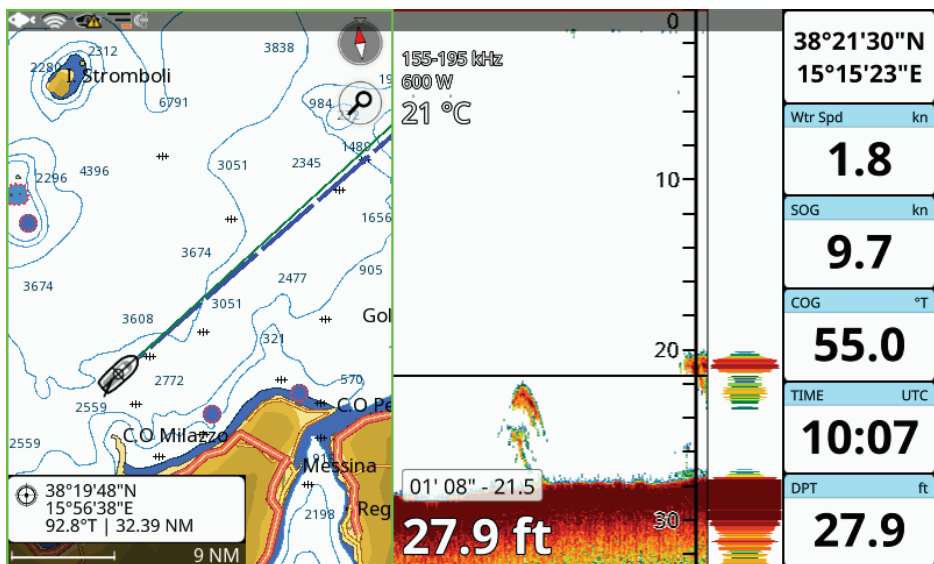 2312
3838
2280
I. Stromboli
6791
984
3051
2345
1489
2296
4396
1656
3674
905
3674
2477
3051
Gol
3608
321
2772
570
2559
C.O Pe
2559
C.O Milazzo
Messina
2198
Reg
38°19'48"N
15°56'38"E
92.8°T | 32.39 NM
9 NM
155-195 kHz
600 W
21 °C
0
10
20
30
01' 08" - 21.5
27.9 ft
38°21'30"N
15°15'23"E
Wtr Spd kn
1.8
SOG kn
9.7
COG °T
55.0
TIME UTC
10:07
DPT ft
27.9